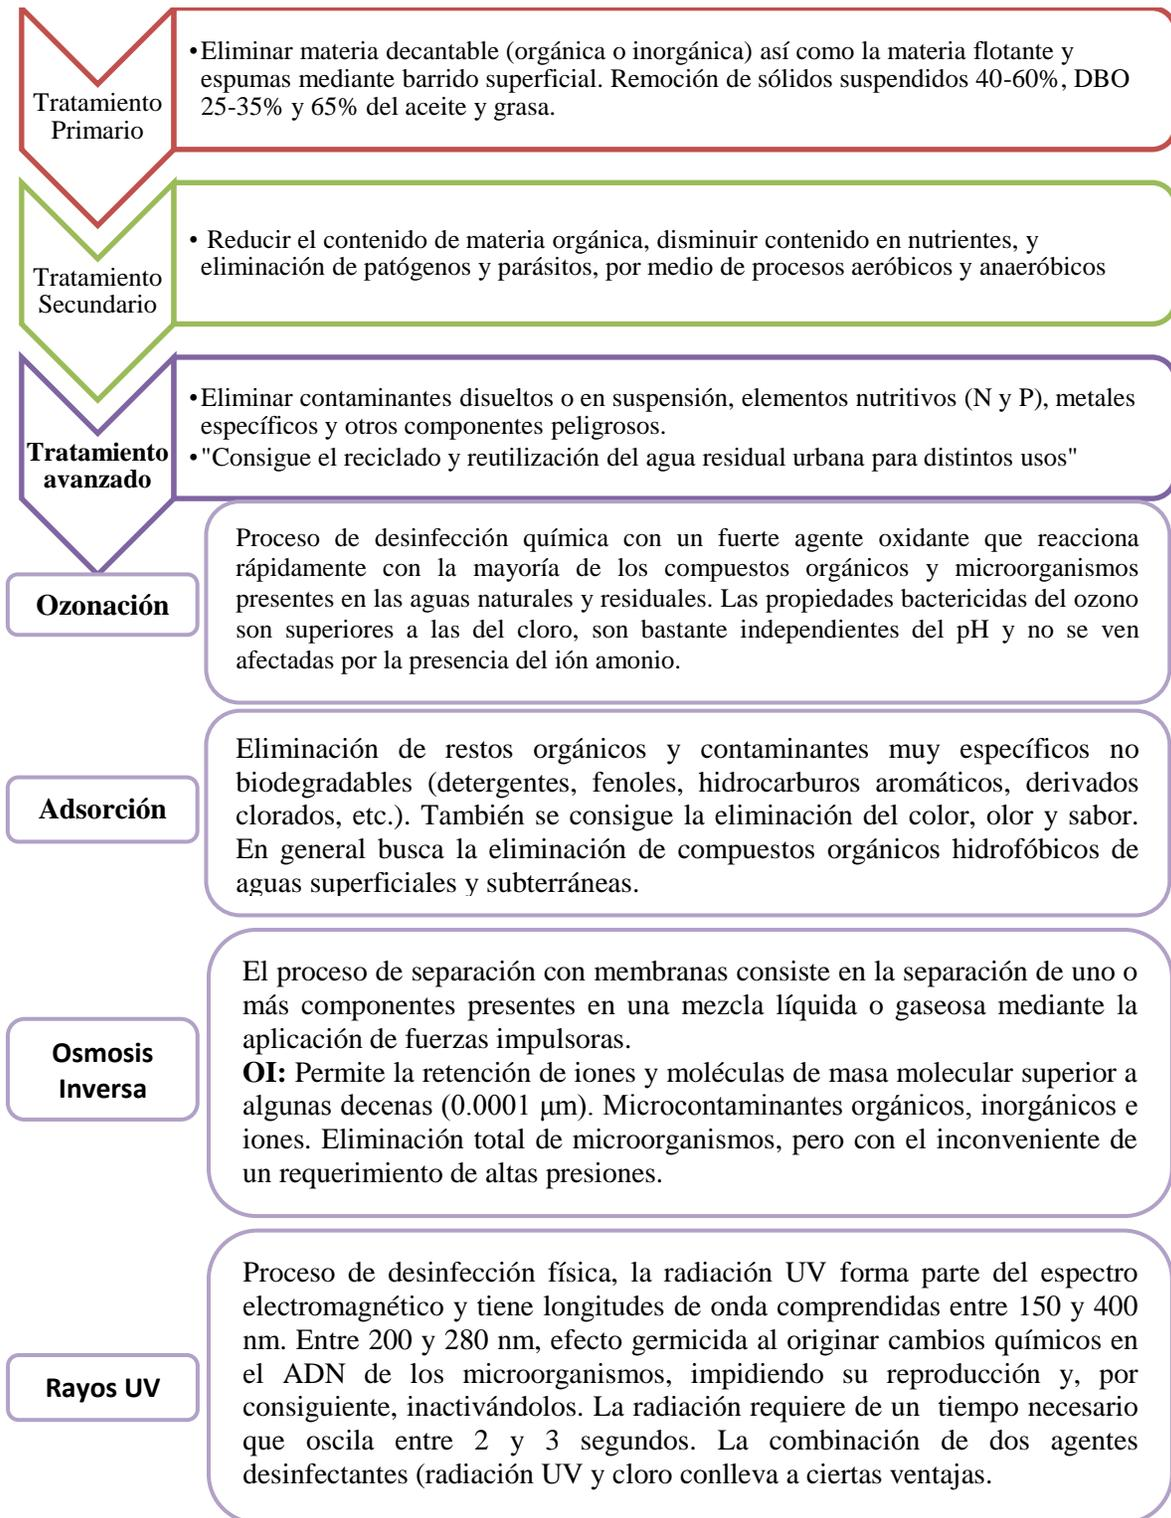 Tratamiento
Primario
•Eliminar materia decantable (orgánica o inorgánica) así como la materia flotante y
espumas mediante barrido superficial. Remoción de sólidos suspendidos 40-60%, DBO
25-35% y 65% del aceite y grasa.
Tratamiento
Secundario
• Reducir el contenido de materia orgánica, disminuir contenido en nutrientes, y
eliminación de patógenos y parásitos, por medio de procesos aeróbicos y anaeróbicos
Tratamiento
avanzado
•Eliminar contaminantes disueltos o en suspensión, elementos nutritivos (N y P), metales
específicos y otros componentes peligrosos.
•"Consigue el reciclado y reutilización del agua residual urbana para distintos usos"
Ozonación
Proceso de desinfección química con un fuerte agente oxidante que reacciona
rápidamente con la mayoría de los compuestos orgánicos y microorganismos
presentes en las aguas naturales y residuales. Las propiedades bactericidas del ozono
son superiores a las del cloro, son bastante independientes del pH y no se ven
afectadas por la presencia del ión amonio.
Adsorción
Eliminación de restos orgánicos y contaminantes muy específicos no
biodegradables (detergentes, fenoles, hidrocarburos aromáticos, derivados
clorados, etc.). También se consigue la eliminación del color, olor y sabor.
En general busca la eliminación de compuestos orgánicos hidrofóbicos de
aguas superficiales y subterráneas.
Osmosis
Inversa
El proceso de separación con membranas consiste en la separación de uno o
más componentes presentes en una mezcla líquida o gaseosa mediante la
aplicación de fuerzas impulsoras.
OI: Permite la retención de iones y moléculas de masa molecular superior a
algunas decenas (0.0001 μm). Microcontaminantes orgánicos, inorgánicos e
iones. Eliminación total de microorganismos, pero con el inconveniente de
un requerimiento de altas presiones.
Rayos UV
Proceso de desinfección física, la radiación UV forma parte del espectro
electromagnético y tiene longitudes de onda comprendidas entre 150 y 400
nm. Entre 200 y 280 nm, efecto germicida al originar cambios químicos en
el ADN de los microorganismos, impidiendo su reproducción y, por
consiguiente, inactivándolos. La radiación requiere de un tiempo necesario
que oscila entre 2 y 3 segundos. La combinación de dos agentes
desinfectantes (radiación UV y cloro conlleva a ciertas ventajas.